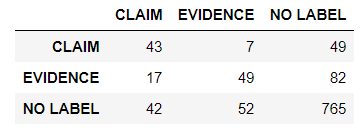 CLAIM EVIDENCE NO LABEL
CLAIM 43 7 49
EVIDENCE 17 49 82
NO LABEL 42 52 765